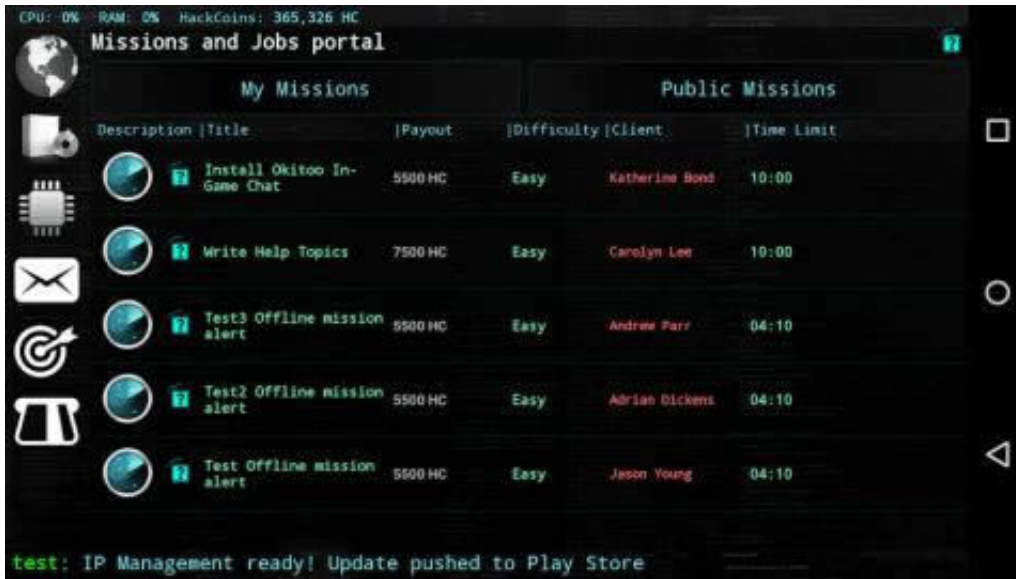 CPU: 0% RAM: 0% HackCoins: 365,326 HC
Missions and Jobs portal
?
My Missions Public Missions
Description |Title |Payout |Difficulty |Client |Time Limit
? Install Okitoo In-
Game Chat 5500 HC Easy Katherine Bond 10:00
? Write Help Topics 7500 HC Easy Carolyn Lee 10:00
? Test3 Offline mission
alert 5500 HC Easy Andrew Parr 04:10
? Test2 Offline mission
alert 5500 HC Easy Adrian Dickens 04:10
? Test Offline mission
alert 5500 HC Easy Jason Young 04:10
test: IP Management ready! Update pushed to Play Store